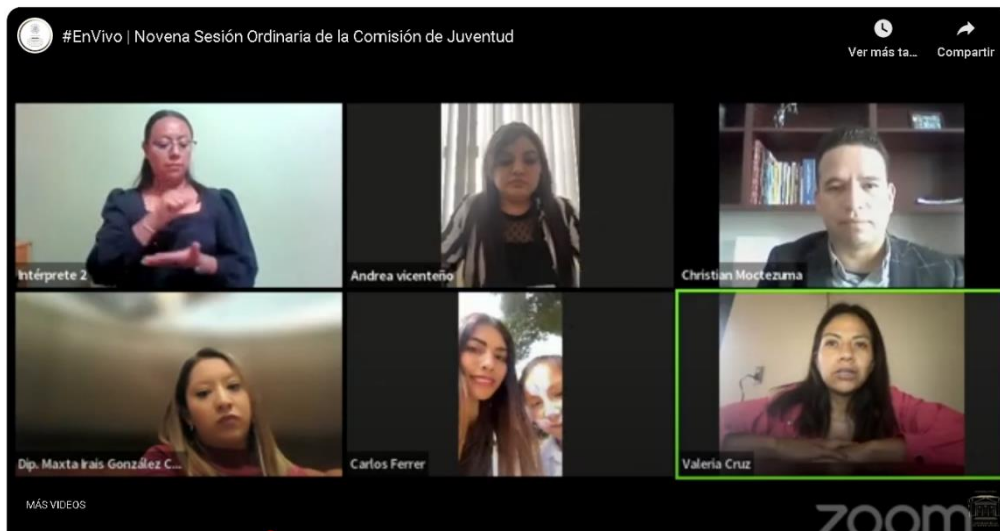 #EnVivo | Novena Sesión Ordinaria de la Comisión de Juventud
Ver más ta...
Compartir
Intérprete 2
Andrea vicenteño
Christian Moctezuma
Dip. Maxta Irais González C...
Carlos Ferrer
Valeria Cruz
MÁS VIDEOS
zoom